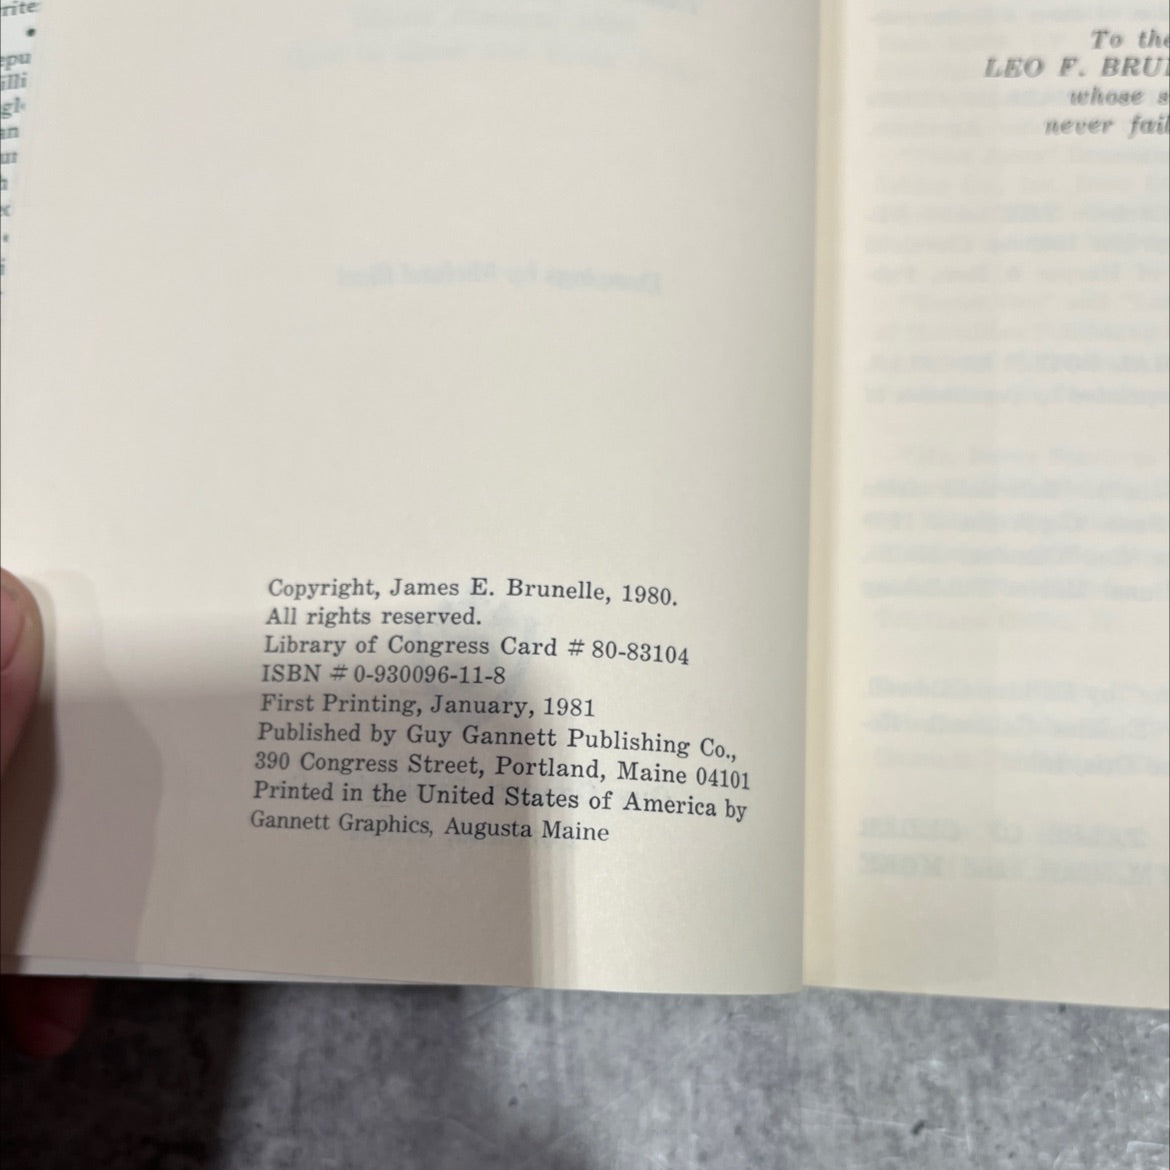 To the
LEO F. BRU
whose s
never fail
Copyright, James E. Brunelle, 1980.
All rights reserved.
Library of Congress Card # 80-83104
ISBN # 0-930096-11-8
First Printing, January, 1981
Published by Guy Gannett Publishing Co.,
390 Congress Street, Portland, Maine 04101
Printed in the United States of America by
Gannett Graphics, Augusta Maine